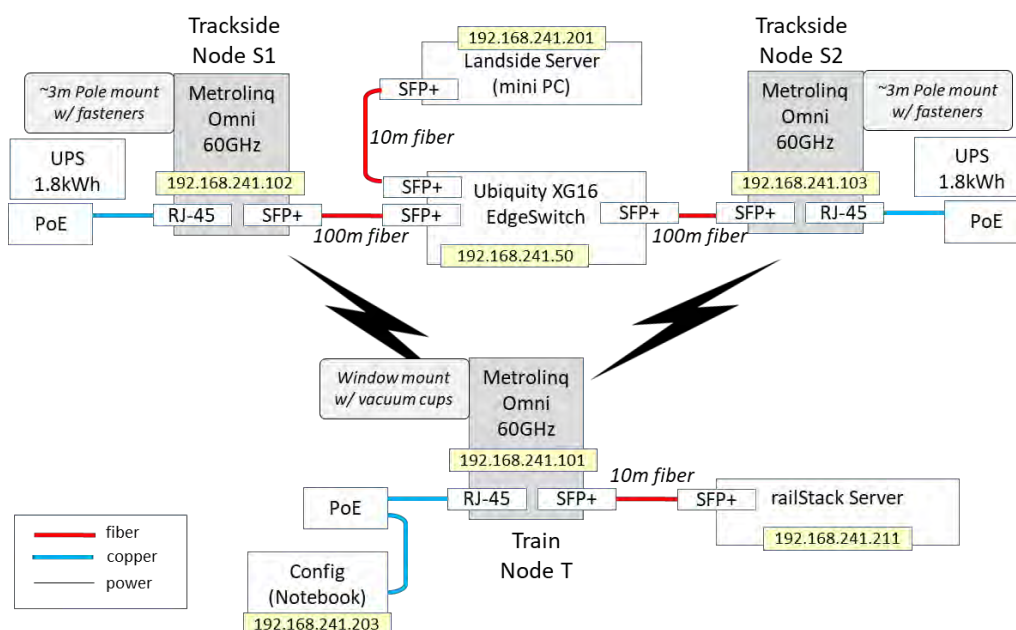 Trackside
Node S1
192.168.241.201
Landside Server
(mini PC)
SFP+
Trackside
Node S2
~3m Pole mount
w/ fasteners
Metrolinq
Omni
60GHz
10m fiber
Metrolinq
Omni
60GHz
~3m Pole mount
w/ fasteners
UPS
1.8kWh
192.168.241.102
SFP+
Ubiquity XG16
EdgeSwitch
192.168.241.103
UPS
1.8kWh
PoE
RJ-45
SFP+
SFP+
SFP+
SFP+
RJ-45
PoE
100m fiber
192.168.241.50
100m fiber
Window mount
w/ vacuum cups
Metrolinq
Omni
60GHz
192.168.241.101
10m fiber
PoE
RJ-45
SFP+
SFP+
railStack Server
192.168.241.211
Train
Node T
fiber
copper
power
Config
(Notebook)
192.168.241.203